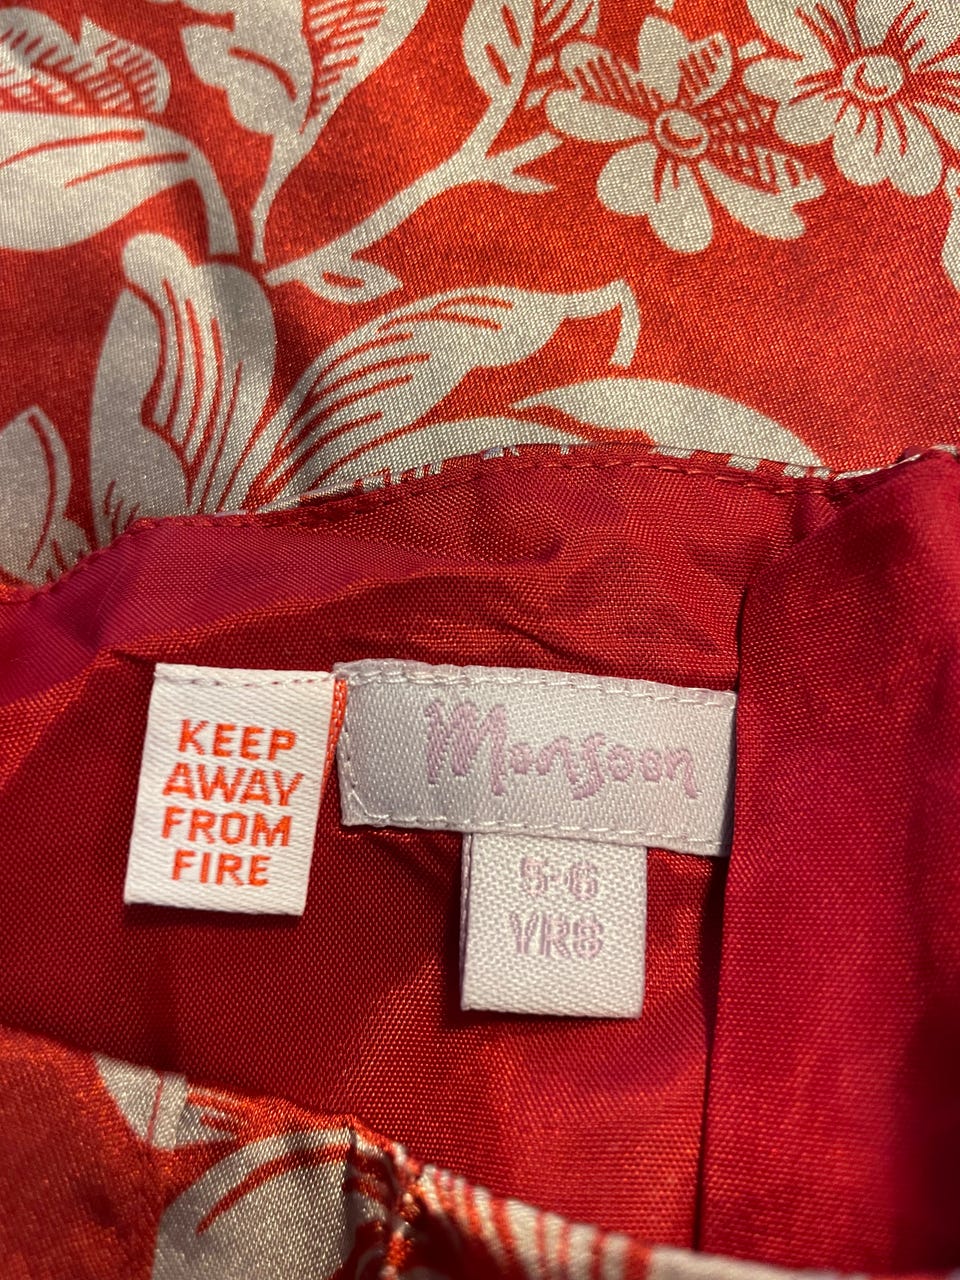 KEEP
AWAY
FROM
FIRE
Monsoon
5-6
YRS